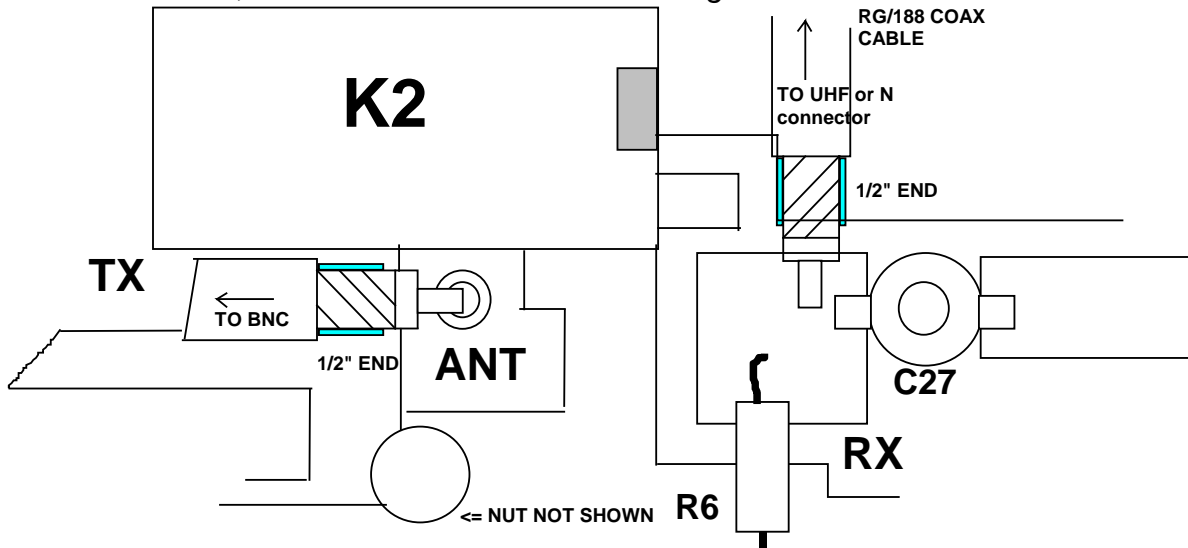 RG/188 COAX
CABLE
K2
TO UHF or N
connector
1/2" END
TX
TO BNC
1/2" END
ANT
C27
RX
R6
<= NUT NOT SHOWN